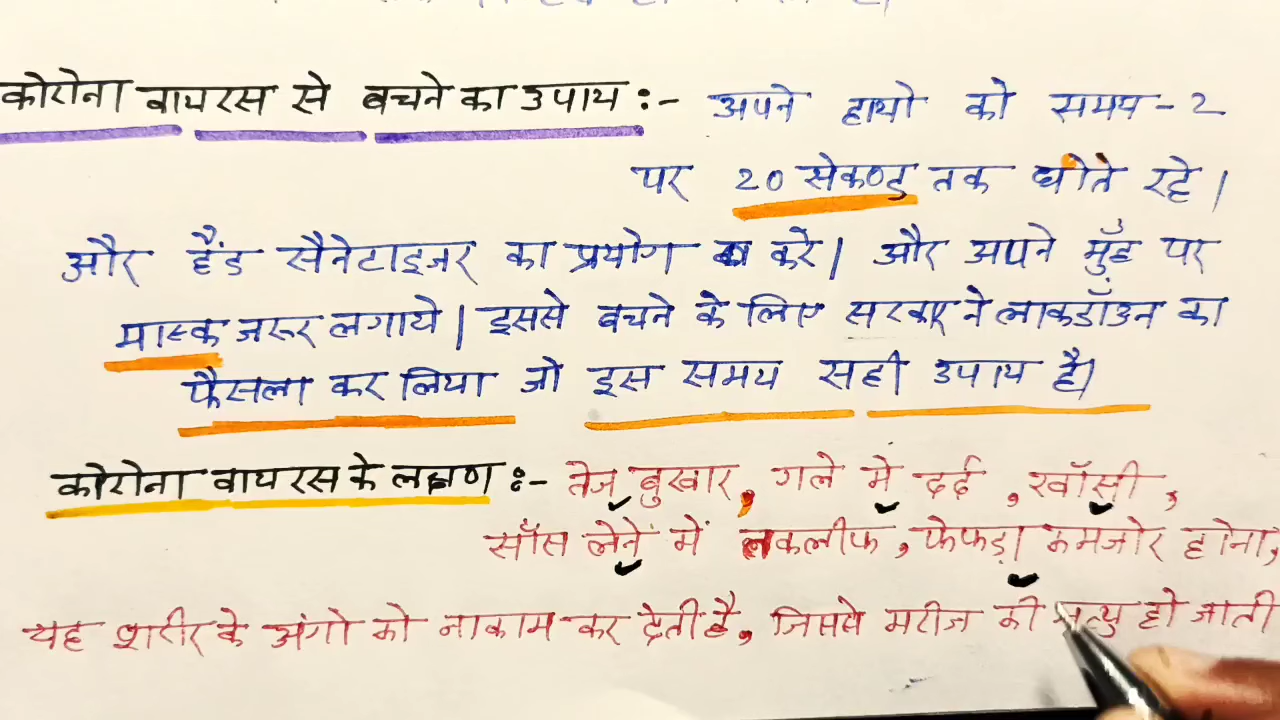 कोरोना वायरस से बचने का उपाय :- अपने हाथो को समय-2
पर 20 सेकण्ड तक धोते रहे।
और हैंड सैनेटाइजर का प्रयोग करे। और अपने मुँह पर
मास्क जरूर लगाये। इससे बचने के लिए सरकार ने लाकडॉउन का
फैसला कर लिया जो इस समय सही उपाय है।
कोरोना वायरस के लक्षण :- तेज बुखार, गले में दर्द, खाँसी,
साँस लेने में तकलीफ, फेफड़ा कमजोर होना,
यह शरीर के अंगो को नाकाम कर देती है, जिससे मरीज की मृत्यु हो जाती